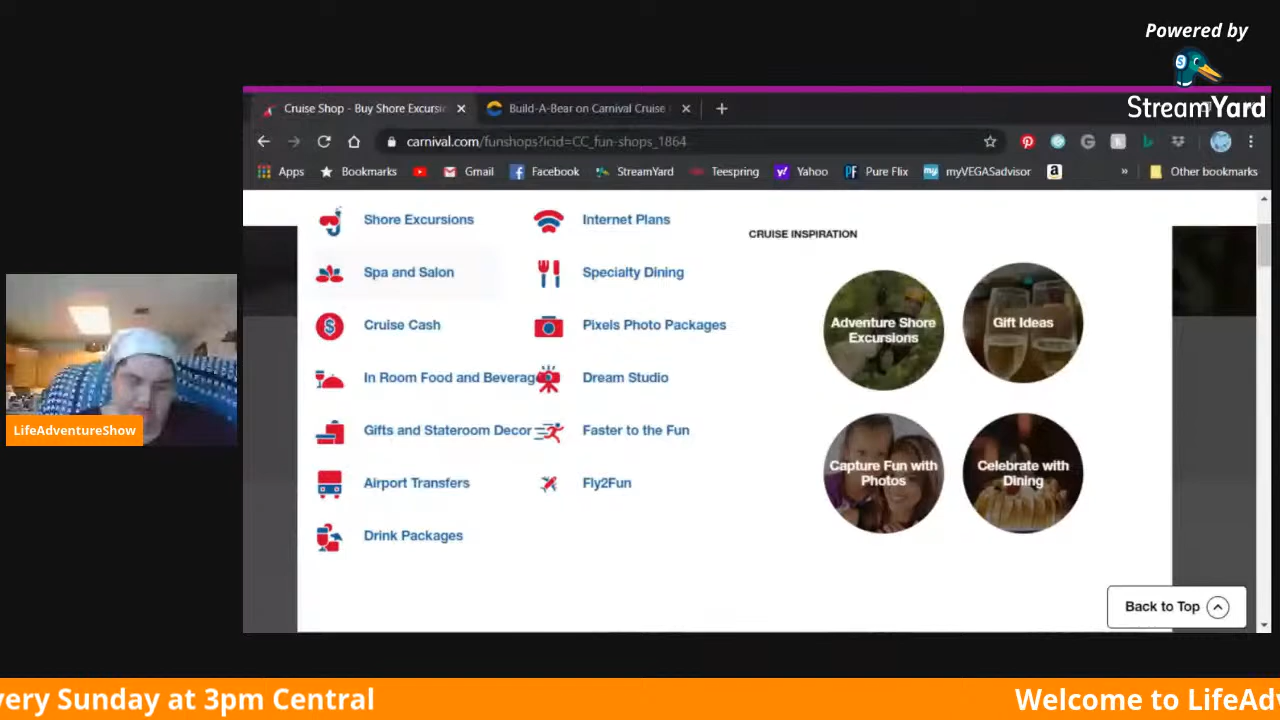 Powered by
StreamYard
Cruise Shop - Buy Shore Excursi
Build-A-Bear on Carnival Cruise
carnival.com/funshops?icid=CC_fun-shops_1864
Apps
Bookmarks
Gmail
Facebook
StreamYard
Teespring
Yahoo
PF Pure Flix
my myVEGASadvisor
a
»
Other bookmarks
Shore Excursions
Internet Plans
CRUISE INSPIRATION
Spa and Salon
Specialty Dining
Adventure Shore
Excursions
Gift Ideas
Cruise Cash
Pixels Photo Packages
In Room Food and Beverag
Dream Studio
Gifts and Stateroom Decor
Faster to the Fun
Capture Fun with
Photos
Celebrate with
Dining
Airport Transfers
Fly2Fun
Drink Packages
Back to Top
LifeAdventureShow
very Sunday at 3pm Central
Welcome to LifeAdv